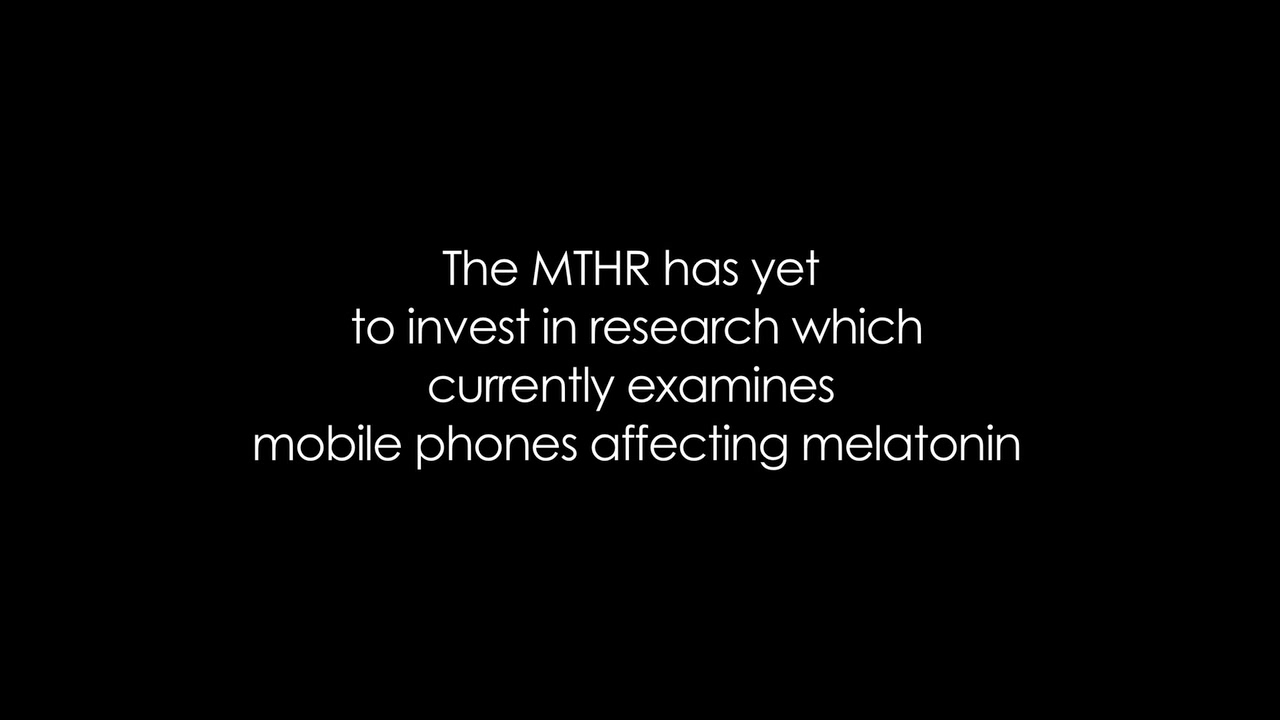 The MTHR has yet
to invest in research which
currently examines
mobile phones affecting melatonin